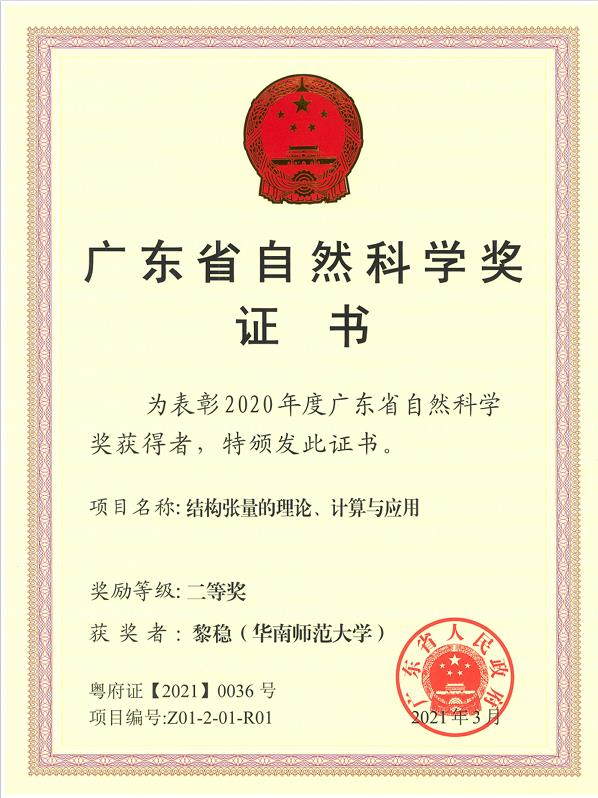 广东省自然科学奖
证 书
为表彰2020年度广东省自然科学
奖获得者，特颁发此证书。
项目名称:结构张量的理论、计算与应用
奖励等级:二等奖
获 奖 者：黎稳（华南师范大学）
粤府证【2021】0036 号
项目编号:Z01-2-01-R01
广东省人民政府
2021年3月